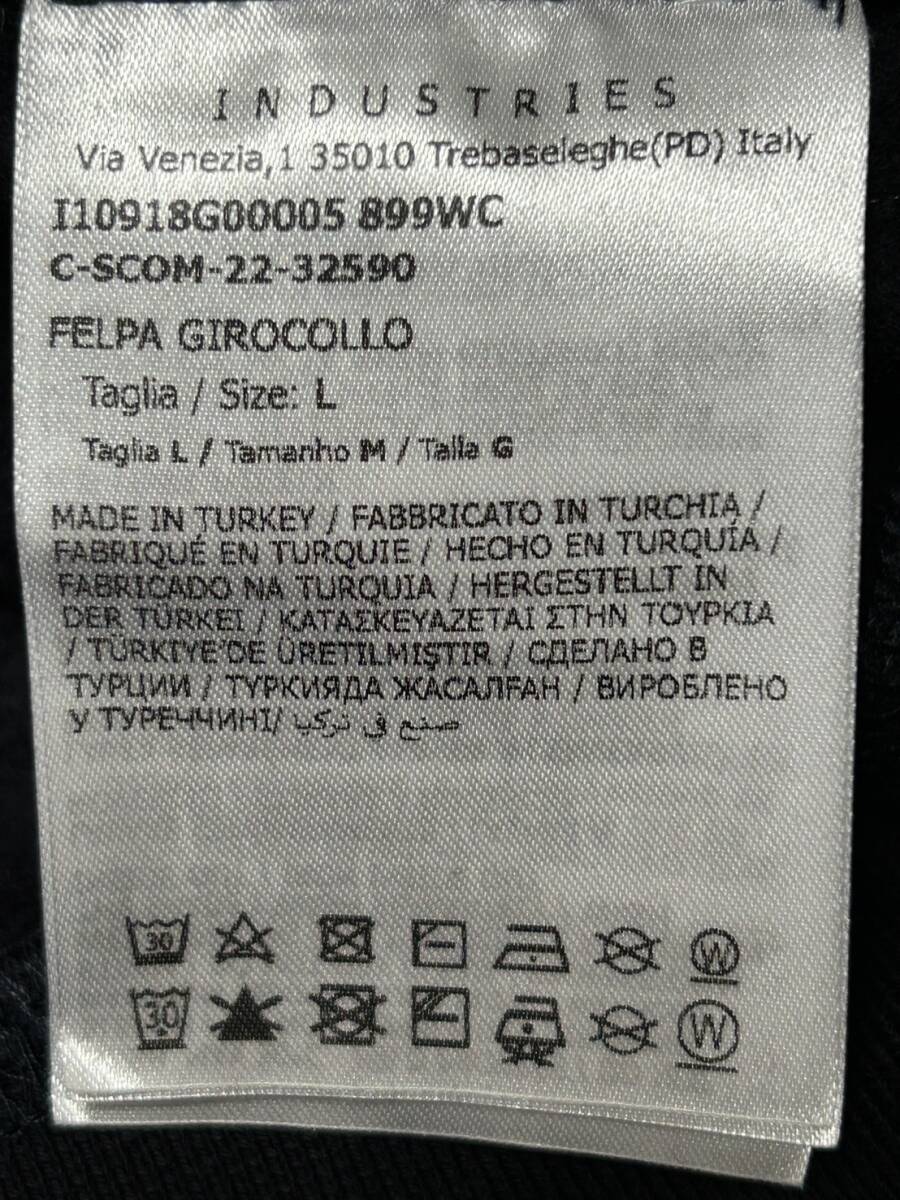 INDUSTRIES
Via Venezia,1 35010 Trebaseleghe(PD) Italy
I10918G00005 899WC
C-SCOM-22-32590
FELPA GIROCOLLO
Taglia / Size: L
Taglia L / Tamanho M / Talla G
MADE IN TURKEY / FABBRICATO IN TURCHIA /
FABRIQUÉ EN TURQUIE / HECHO EN TURQUÍA /
FABRICADO NA TURQUIA / HERGESTELLT IN
DER TÜRKEI / ΚΑΤΑΣΚΕΥΑΖΕΤΑΙ ΣΤΗΝ ΤΟΥΡΚΙΑ
/ TÜRKIYE'DE ÜRETILMIŞTIR / СДЕЛАНО В
ТУРЦИИ / ТҮРКИЯДА ЖАСАЛҒАН / ВИРОБЛЕНО
У ТУРЕЧЧИНІ/ صنع في تركيا
30 W
30 W